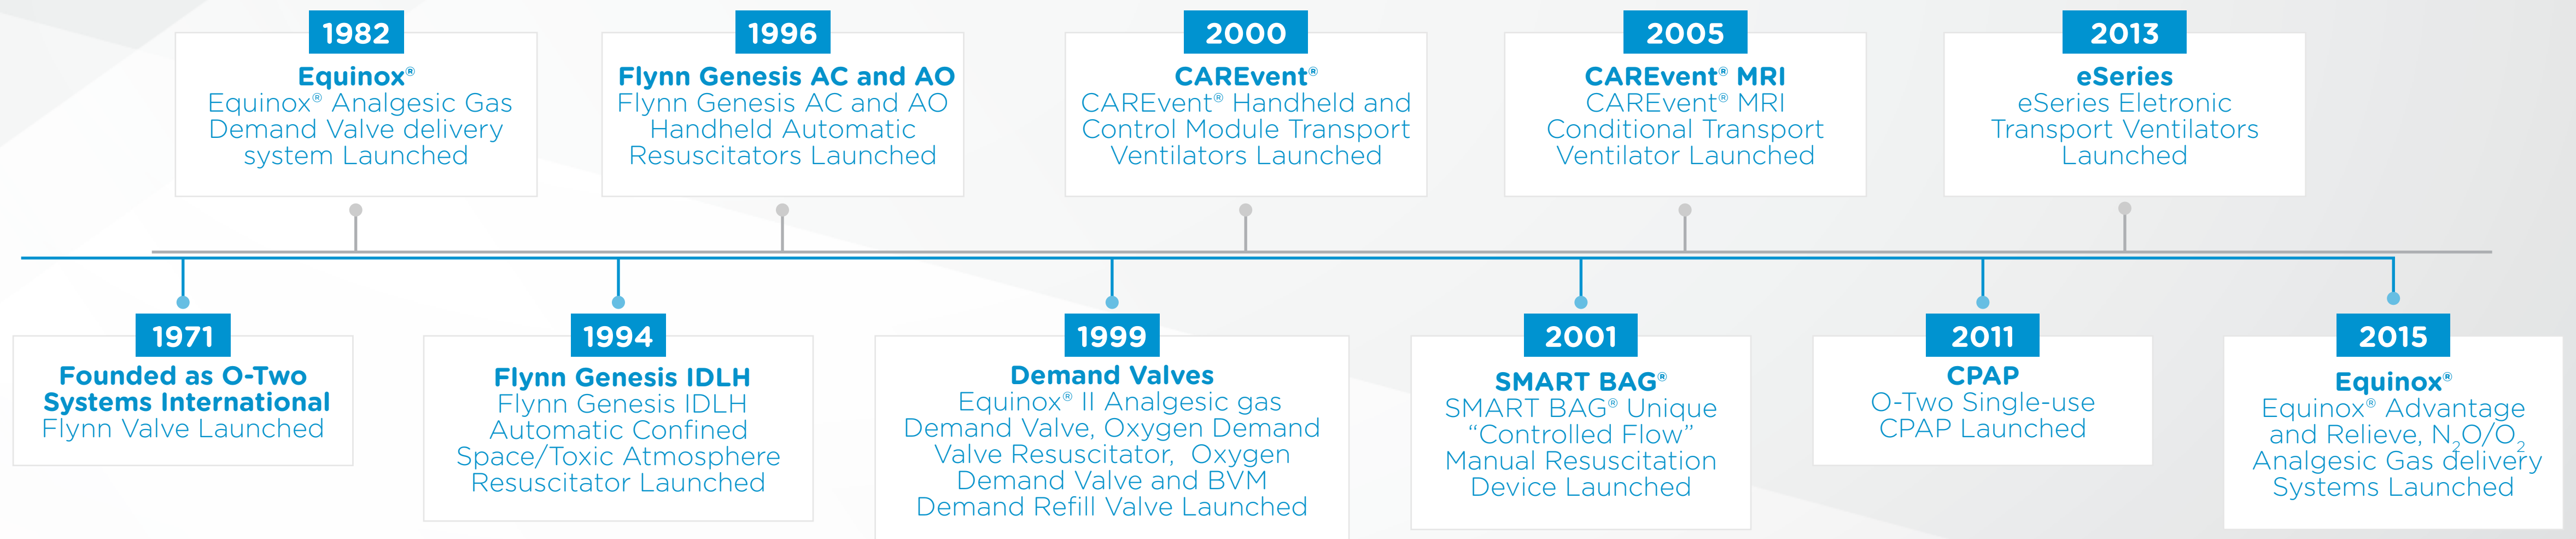 1982
Equinox®
Equinox® Analgesic Gas
Demand Valve delivery
system Launched
1996
Flynn Genesis AC and AO
Flynn Genesis AC and AO
Handheld Automatic
Resuscitators Launched
2000
CAREvent®
CAREvent® Handheld and
Control Module Transport
Ventilators Launched
2005
CAREvent® MRI
CAREvent® MRI
Conditional Transport
Ventilator Launched
2013
eSeries
eSeries Eletronic
Transport Ventilators
Launched
1971
Founded as O-Two
Systems International
Flynn Valve Launched
1994
Flynn Genesis IDLH
Flynn Genesis IDLH
Automatic Confined
Space/Toxic Atmosphere
Resuscitator Launched
1999
Demand Valves
Equinox® II Analgesic gas
Demand Valve, Oxygen Demand
Valve Resuscitator, Oxygen
Demand Valve and BVM
Demand Refill Valve Launched
2001
SMART BAG®
SMART BAG® Unique
“Controlled Flow”
Manual Resuscitation
Device Launched
2011
CPAP
O-Two Single-use
CPAP Launched
2015
Equinox®
Equinox® Advantage
and Relieve, N₂O/O₂
Analgesic Gas delivery
Systems Launched